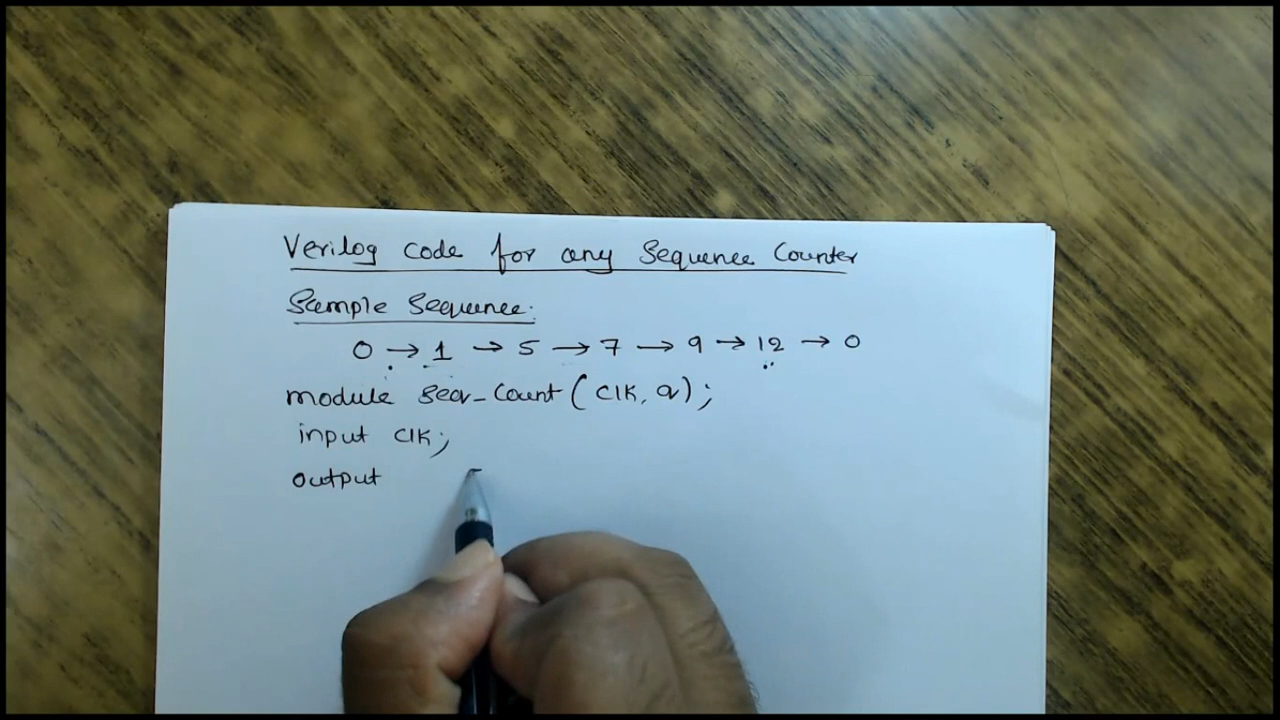 Verilog code for any Sequence Counter
Sample Sequence:
0 → 1 → 5 → 7 → 9 → 12 → 0
module Seq_Count (clk, q);
input clk;
output